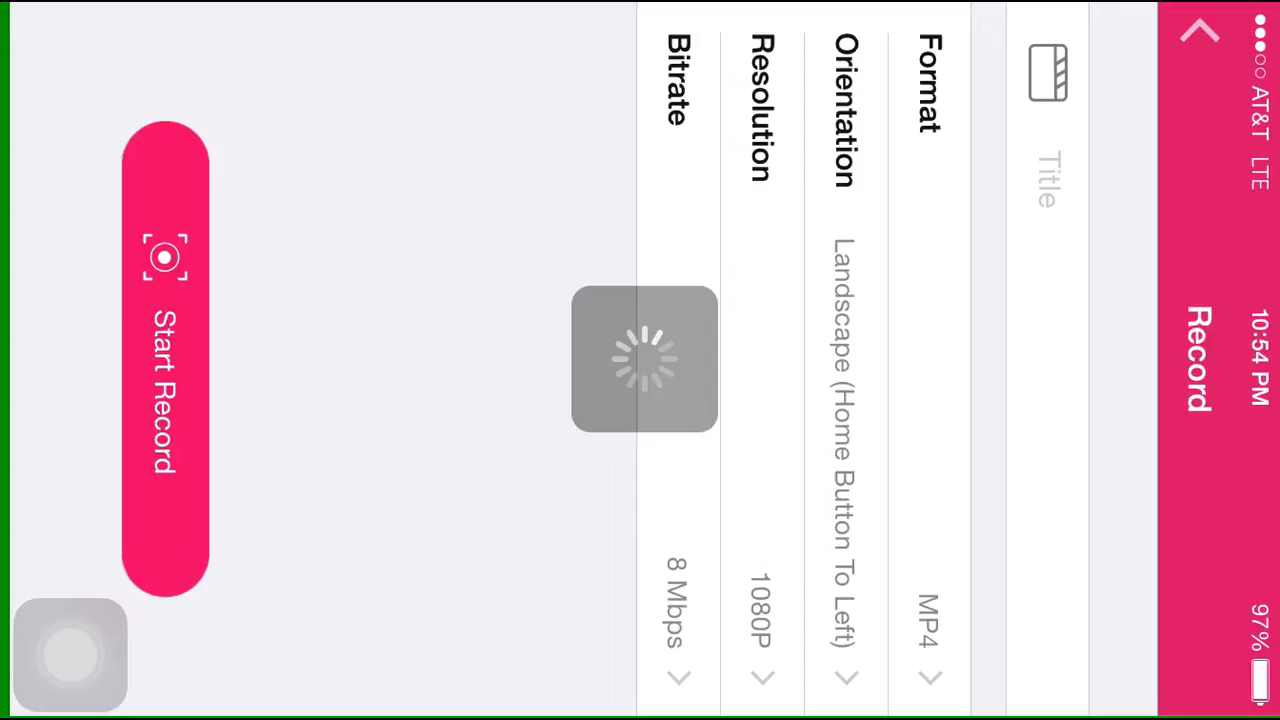 AT&T LTE 10:54 PM 97%
Record
Title
Format MP4
Orientation Landscape (Home Button To Left)
Resolution 1080P
Bitrate 8 Mbps
Start Record